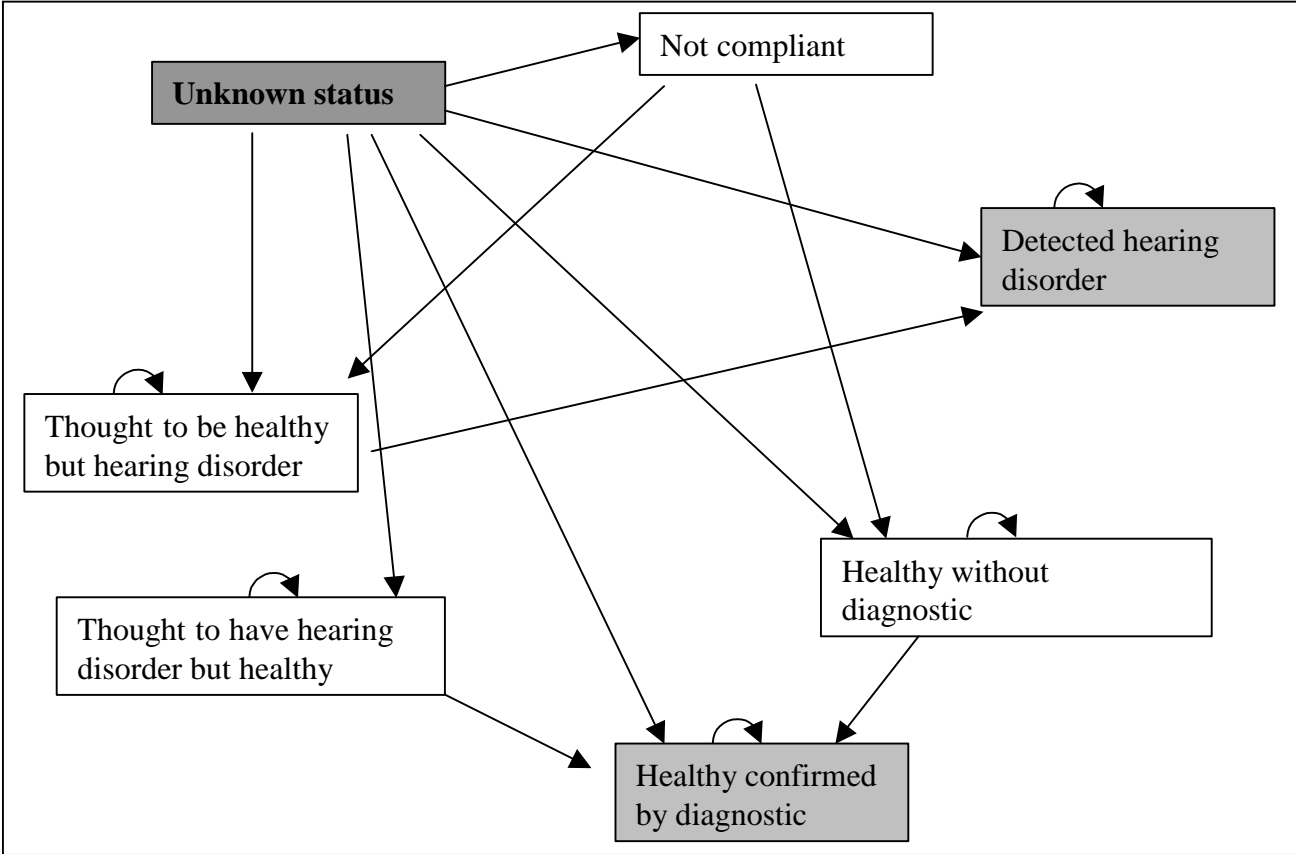 Not compliant
Unknown status
Detected hearing
disorder
Thought to be healthy
but hearing disorder
Healthy without
diagnostic
Thought to have hearing
disorder but healthy
Healthy confirmed
by diagnostic